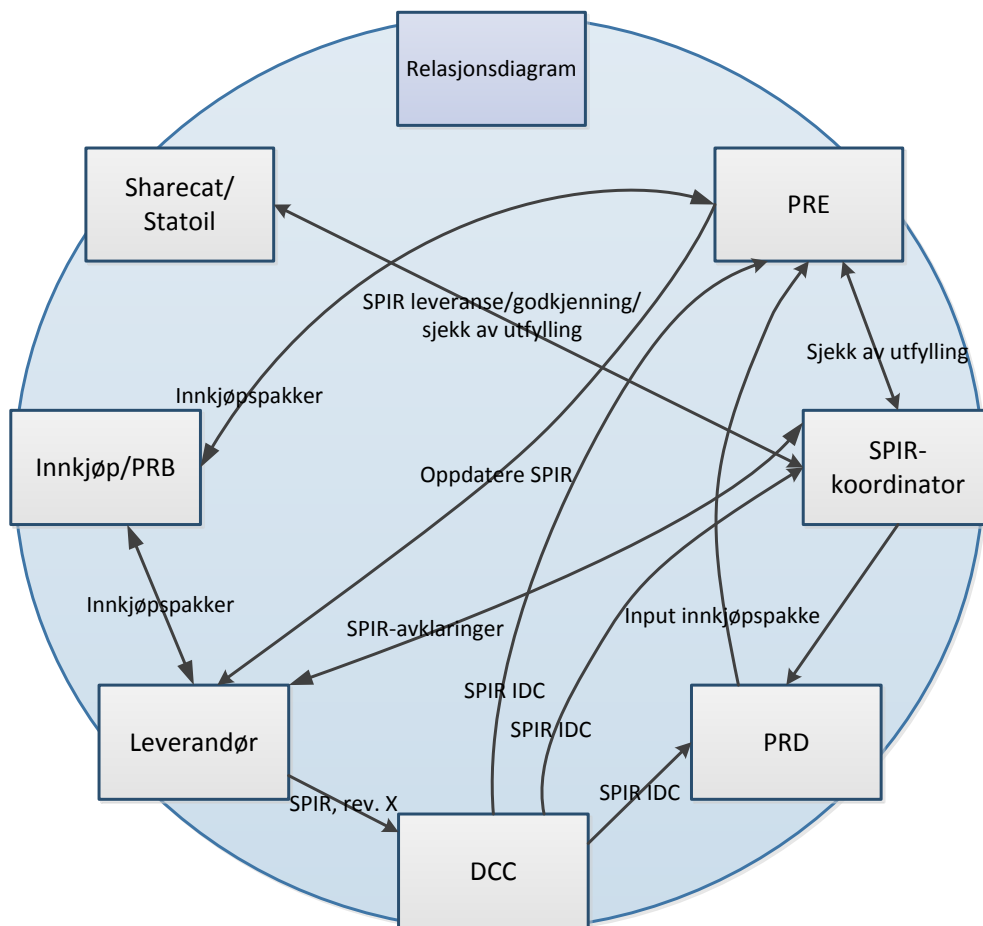 Relasjonsdiagram
Sharecat/
Statoil
PRE
SPIR leveranse/godkjenning/
sjekk av utfylling
Sjekk av utfylling
Innkjøpspakker
Innkjøp/PRB
SPIR-
koordinator
Oppdatere SPIR
Innkjøpspakker
SPIR-avklaringer
Input innkjøpspakke
SPIR IDC
SPIR IDC
Leverandør
PRD
SPIR IDC
SPIR, rev. X
DCC